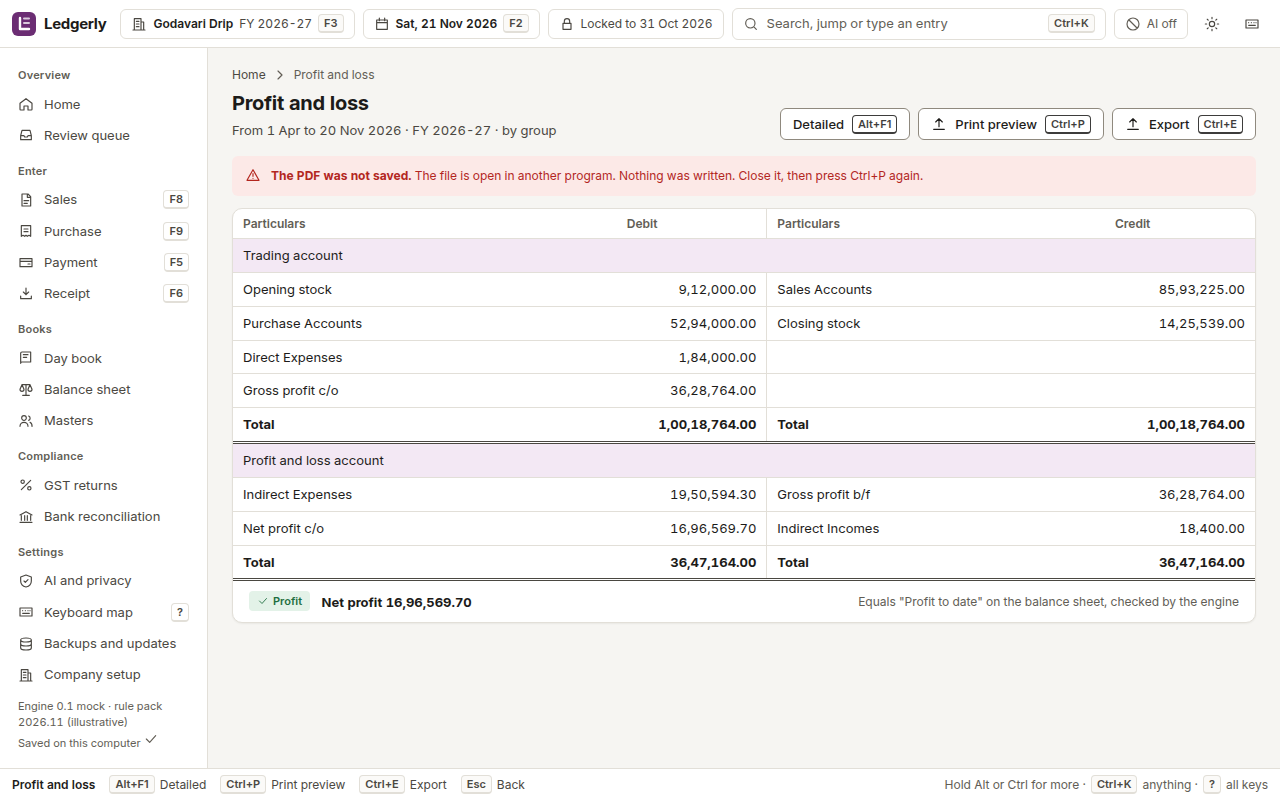 Ledgerly
Godavari Drip FY 2026-27 F3
Sat, 21 Nov 2026 F2
Locked to 31 Oct 2026
Search, jump or type an entry Ctrl+K
AI off
Overview
Home
Review queue
Enter
Sales F8
Purchase F9
Payment F5
Receipt F6
Books
Day book
Balance sheet
Masters
Compliance
GST returns
Bank reconciliation
Settings
AI and privacy
Keyboard map ?
Backups and updates
Company setup
Engine 0.1 mock · rule pack
2026.11 (illustrative)
Saved on this computer
Home Profit and loss
Profit and loss
From 1 Apr to 20 Nov 2026 · FY 2026-27 · by group
Detailed Alt+F1
Print preview Ctrl+P
Export Ctrl+E
The PDF was not saved. The file is open in another program. Nothing was written. Close it, then press Ctrl+P again.
Particulars Debit Particulars Credit
Trading account
Opening stock 9,12,000.00 Sales Accounts 85,93,225.00
Purchase Accounts 52,94,000.00 Closing stock 14,25,539.00
Direct Expenses 1,84,000.00
Gross profit c/o 36,28,764.00
Total 1,00,18,764.00 Total 1,00,18,764.00
Profit and loss account
Indirect Expenses 19,50,594.30 Gross profit b/f 36,28,764.00
Net profit c/o 16,96,569.70 Indirect Incomes 18,400.00
Total 36,47,164.00 Total 36,47,164.00
Profit Net profit 16,96,569.70 Equals "Profit to date" on the balance sheet, checked by the engine
Profit and loss Alt+F1 Detailed Ctrl+P Print preview Ctrl+E Export Esc Back Hold Alt or Ctrl for more · Ctrl+K anything · ? all keys